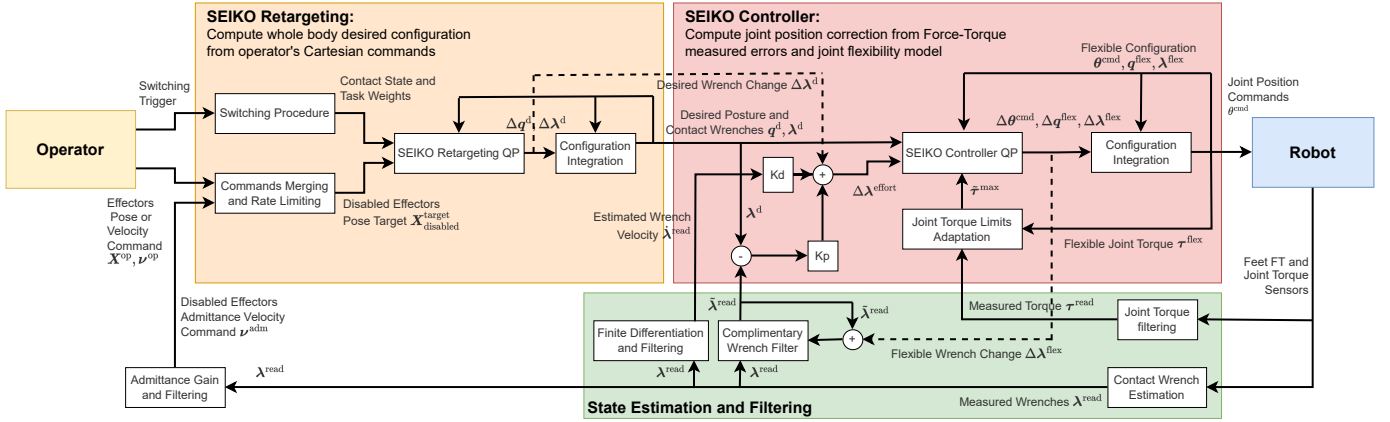 SEIKO Retargeting:
Compute whole body desired configuration
from operator's Cartesian commands
SEIKO Controller:
Compute joint position correction from Force-Torque
measured errors and joint flexibility model
Switching
Trigger
Contact State and
Task Weights
Switching Procedure
Operator
Commands Merging
and Rate Limiting
SEIKO Retargeting QP
Δq^d, Δλ^d
Configuration
Integration
Disabled Effectors
Pose Target X^target_disabled
Effectors
Pose or
Velocity
Command
X^op, ν^op
Disabled Effectors
Admittance Velocity
Command ν^adm
Admittance Gain
and Filtering
λ^read
Desired Wrench Change Δλ^d
Desired Posture and
Contact Wrenches q^d, λ^d
Flexible Configuration
θ^cmd, q^flex, λ^flex
Joint Position
Commands
θ^cmd
Kd
+
Δλ^effort
SEIKO Controller QP
Δθ^cmd, Δq^flex, Δλ^flex
Configuration
Integration
Robot
Estimated Wrench
Velocity λ̇^read
λ^d
-
Kp
τ̃^max
Joint Torque Limits
Adaptation
Flexible Joint Torque τ^flex
Feet FT and
Joint Torque
Sensors
λ̃^read
λ̃^read
Measured Torque τ^read
Joint Torque
filtering
Finite Differentiation
and Filtering
Complimentary
Wrench Filter
+
Flexible Wrench Change Δλ^flex
λ^read
λ^read
Contact Wrench
Estimation
Measured Wrenches λ^read
State Estimation and Filtering